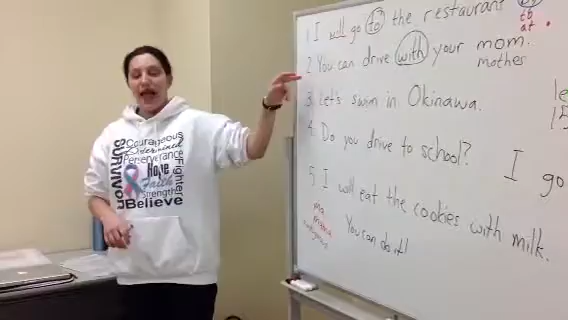 1 I will go to the restaurant
to
at
2 You can drive with your mom.
mothers
3 Let's swim in Okinawa.
4. Do you drive to school?
I go
5. I will eat the cookies with milk.
You can do it!
SURVIVOR
Courageous
Determined
Perseverance
Hope
Faith
Strength
Believe
Fighter